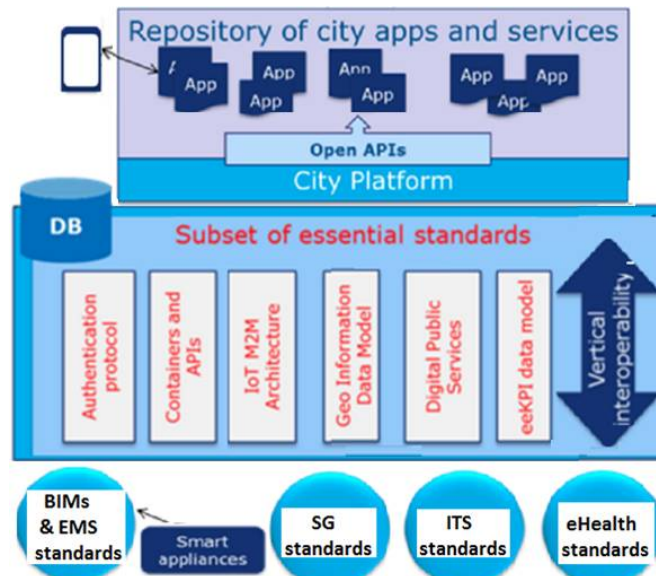 Repository of city apps and services
A
App
App
App
App
App
App
App
App
Open APIs
City Platform
DB
Subset of essential standards
Authentication
protocol
Containers and
APIs
IoT M2M
Architecture
Geo Information
Data Model
Digital Public
Services
eeKPI data model
Vertical
interoperability
BIMs
& EMS
standards
Smart
appliances
SG
standards
ITS
standards
eHealth
standards